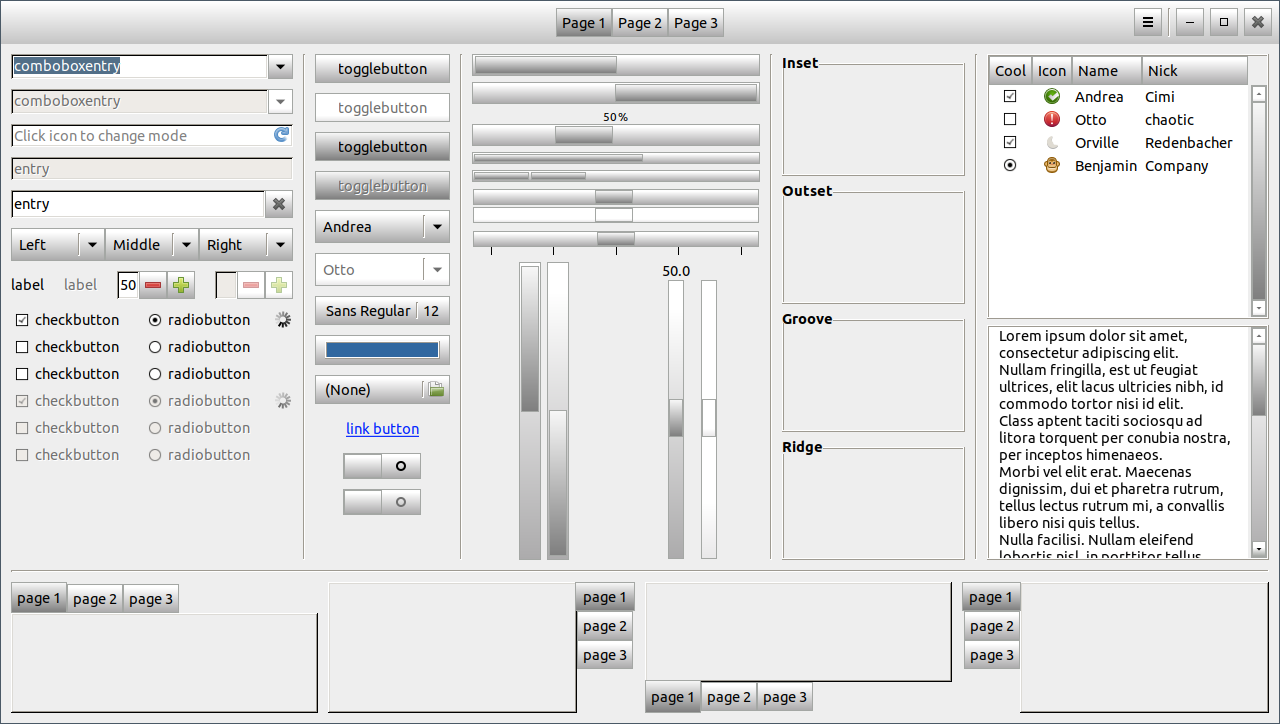 Page 1 Page 2 Page 3
comboboxentry
comboboxentry
Click icon to change mode
entry
entry
Left Middle Right
label label 50
checkbutton radiobutton
checkbutton radiobutton
checkbutton radiobutton
checkbutton radiobutton
checkbutton radiobutton
checkbutton radiobutton
togglebutton
togglebutton
togglebutton
togglebutton
Andrea
Otto
Sans Regular 12
(None)
link button
50 %
50.0
Inset
Outset
Groove
Ridge
Cool Icon Name Nick
Andrea Cimi
Otto chaotic
Orville Redenbacher
Benjamin Company
Lorem ipsum dolor sit amet,
consectetur adipiscing elit.
Nullam fringilla, est ut feugiat
ultrices, elit lacus ultricies nibh, id
commodo tortor nisi id elit.
Class aptent taciti sociosqu ad
litora torquent per conubia nostra,
per inceptos himenaeos.
Morbi vel elit erat. Maecenas
dignissim, dui et pharetra rutrum,
tellus lectus rutrum mi, a convallis
libero nisi quis tellus.
Nulla facilisi. Nullam eleifend
lobortis nisl, in porttitor tellus
page 1 page 2 page 3
page 1
page 2
page 3
page 1 page 2 page 3
page 1
page 2
page 3